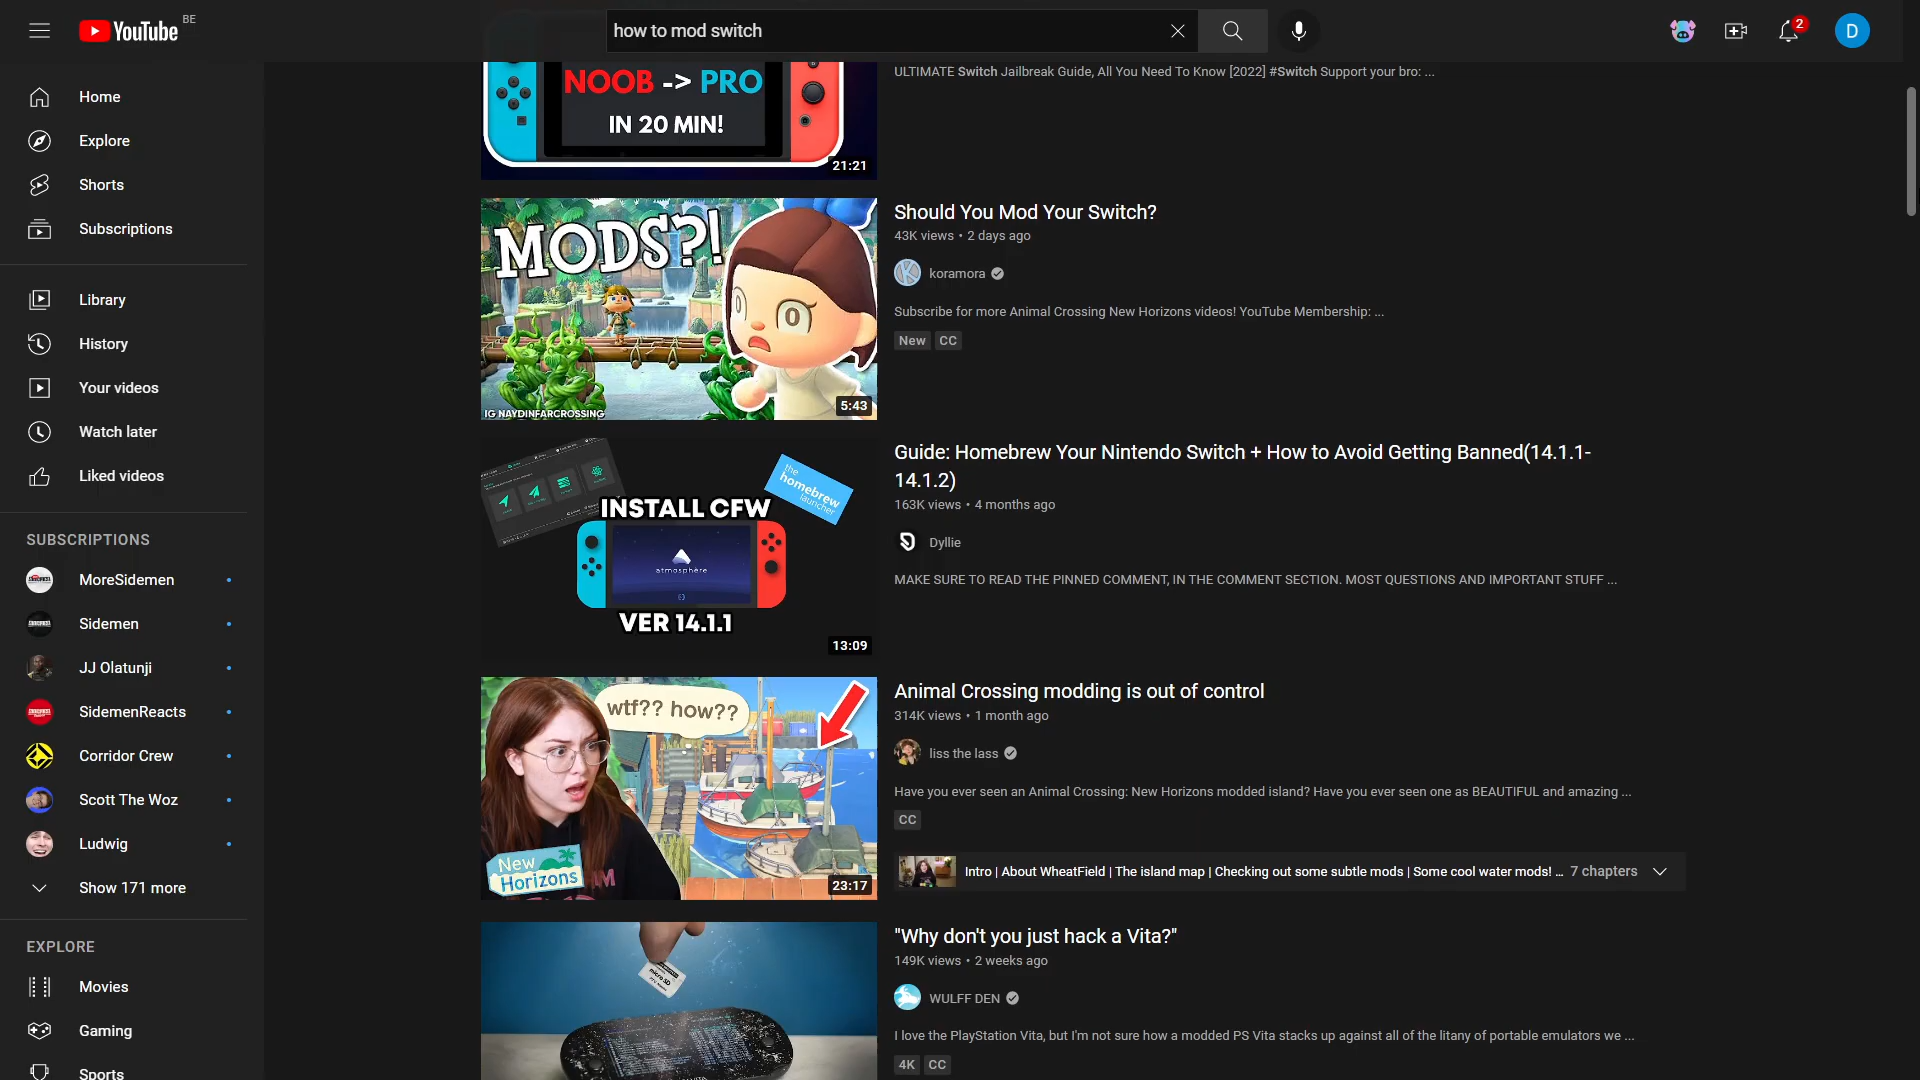 YouTube BE
how to mod switch
2
D
Home
Explore
Shorts
Subscriptions
Library
History
Your videos
Watch later
Liked videos
SUBSCRIPTIONS
MoreSidemen
Sidemen
JJ Olatunji
SidemenReacts
Corridor Crew
Scott The Woz
Ludwig
Show 171 more
EXPLORE
Movies
Gaming
Sports
NOOB -> PRO
IN 20 MIN!
21:21
ULTIMATE Switch Jailbreak Guide, All You Need To Know [2022] #Switch Support your bro: ...
MODS?!
IG NAYDINFARCROSSING
5:43
Should You Mod Your Switch?
43K views • 2 days ago
koramora
Subscribe for more Animal Crossing New Horizons videos! YouTube Membership: ...
New CC
the
homebrew
launcher
INSTALL CFW
atmosphère
VER 14.1.1
13:09
Guide: Homebrew Your Nintendo Switch + How to Avoid Getting Banned(14.1.1-
14.1.2)
163K views • 4 months ago
Dyllie
MAKE SURE TO READ THE PINNED COMMENT, IN THE COMMENT SECTION. MOST QUESTIONS AND IMPORTANT STUFF ...
wtf?? how??
New
Horizons
23:17
Animal Crossing modding is out of control
314K views • 1 month ago
liss the lass
Have you ever seen an Animal Crossing: New Horizons modded island? Have you ever seen one as BEAUTIFUL and amazing ...
CC
Intro | About WheatField | The island map | Checking out some subtle mods | Some cool water mods! ... 7 chapters
micro SD
"Why don't you just hack a Vita?"
149K views • 2 weeks ago
WULFF DEN
I love the PlayStation Vita, but I'm not sure how a modded PS Vita stacks up against all of the litany of portable emulators we ...
4K CC